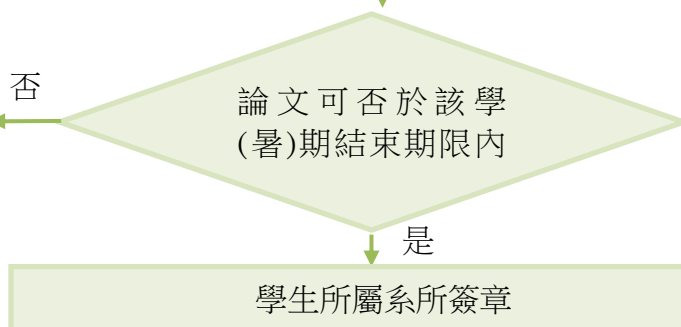 否
論文可否於該學
(暑)期結束期限內
是
學生所屬系所簽章